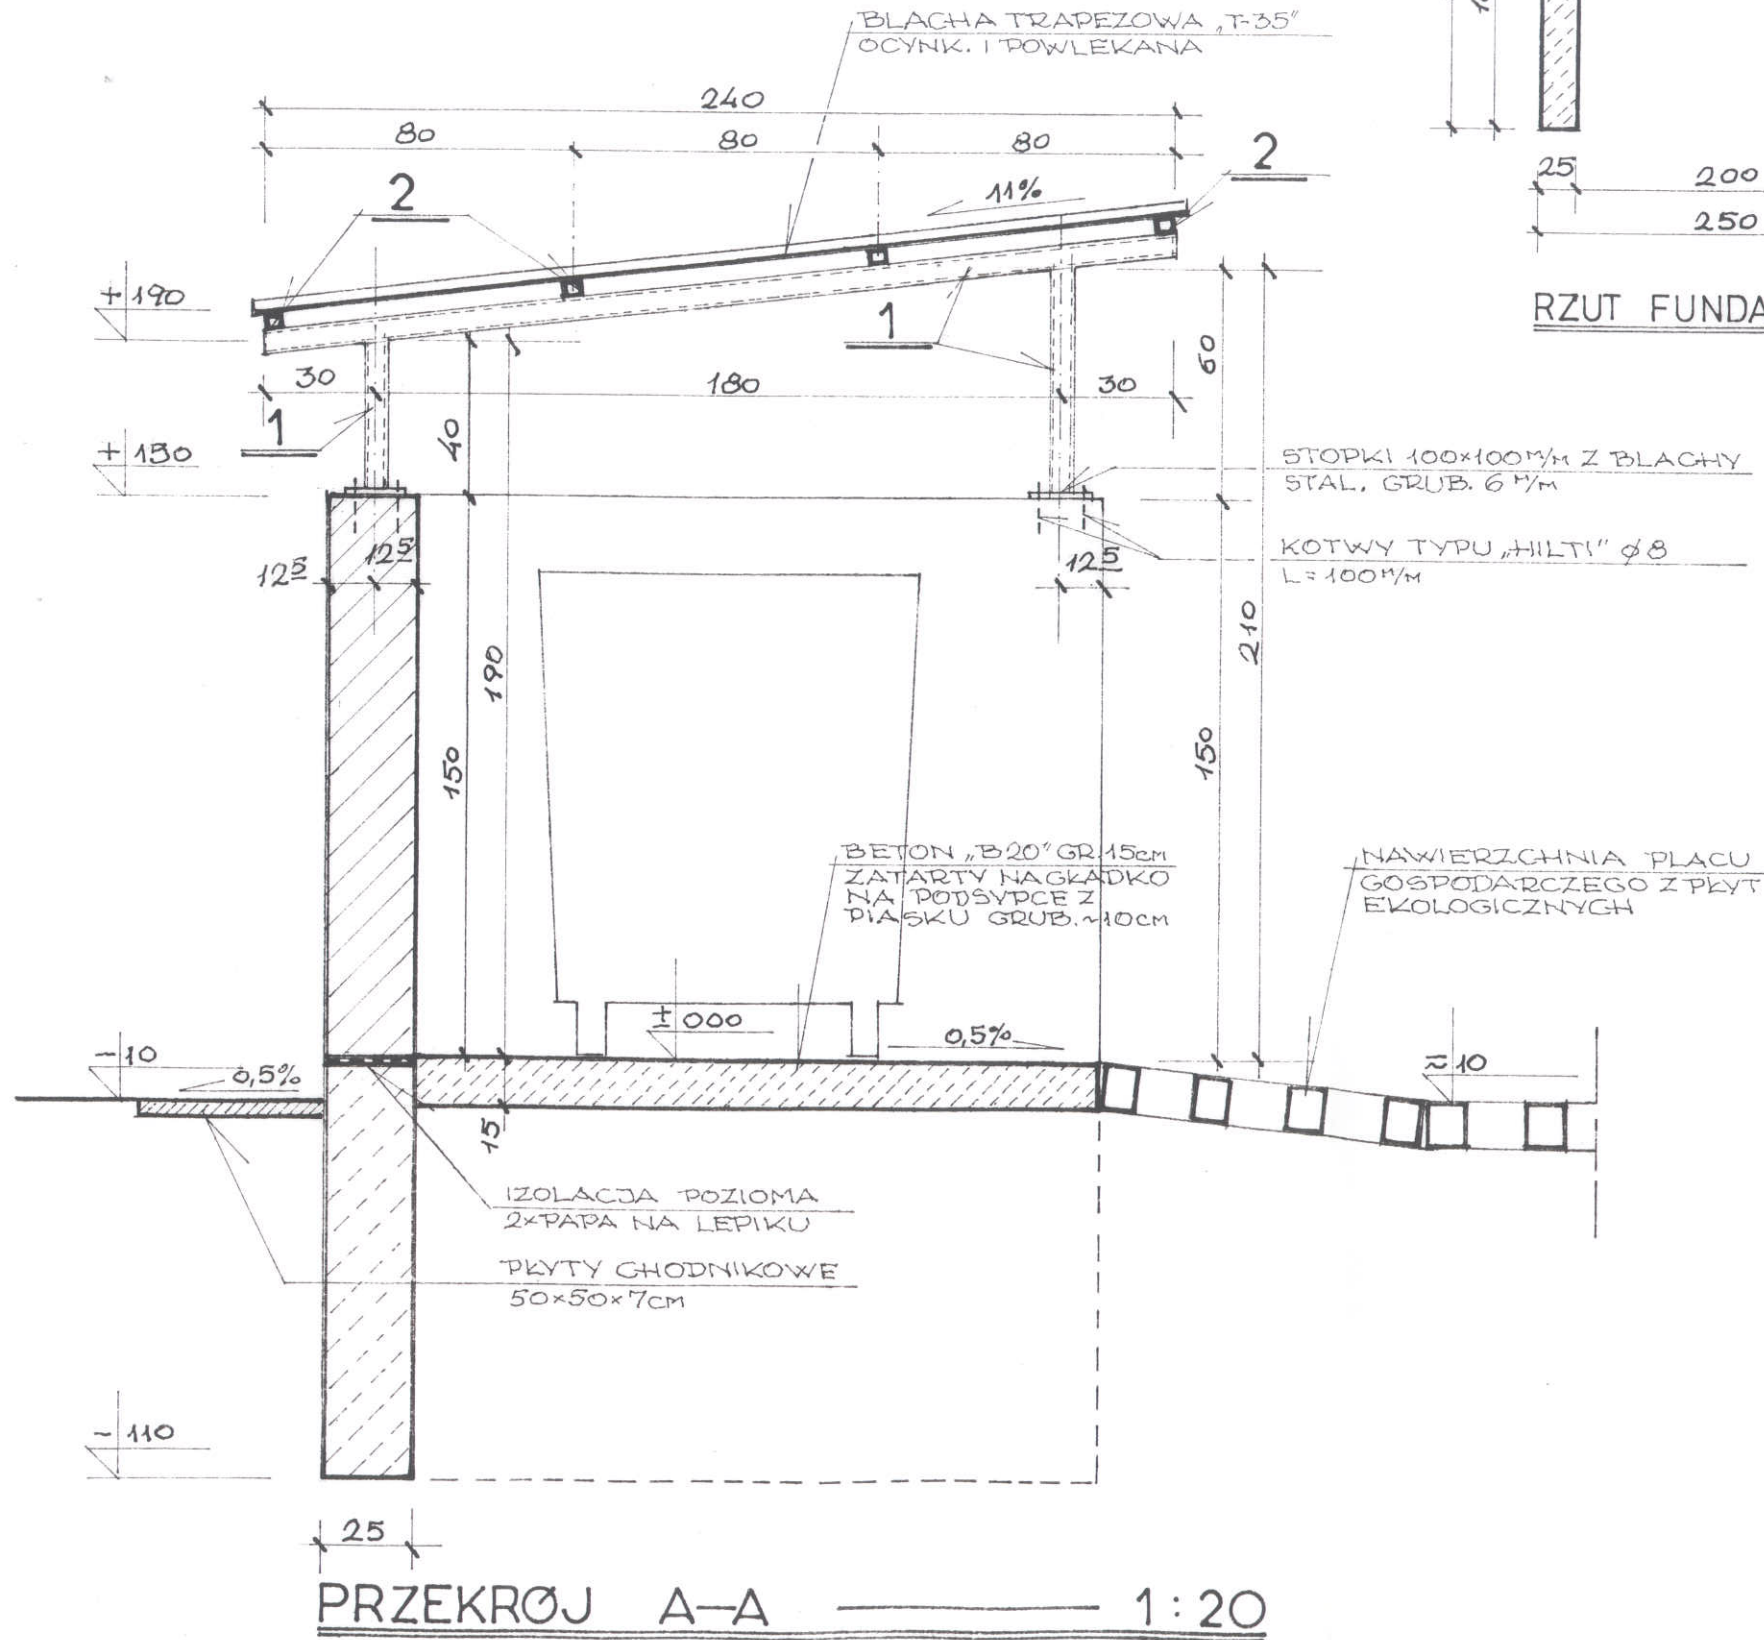 BLACHA TRAPEZOWA „T-35"
OCYNK. I POWLEKANA
240
80 80 80
2
2
11%
25 200
250
+190
1
RZUT FUNDA
30 180 30
60
1
40
+150
STOPKI 100×100 M/M Z BLACHY
STAL. GRUB. 6 M/M
KOTWY TYPU „HILTI" ø8
L=100 M/M
12⁵ 12⁵
12⁵
210
190
150
150
BETON „B20" GR.15cm
ZATARTY NA GŁADKO
NA PODSYPCE Z
PIASKU GRUB.~10cm
NAWIERZCHNIA PLACU
GOSPODARCZEGO Z PŁYT
EKOLOGICZNYCH
±000
0,5%
-10
0,5%
≈10
15
IZOLACJA POZIOMA
2×PAPA NA LEPIKU
PŁYTY CHODNIKOWE
50×50×7CM
-110
25
PRZEKRÓJ A-A 1:20